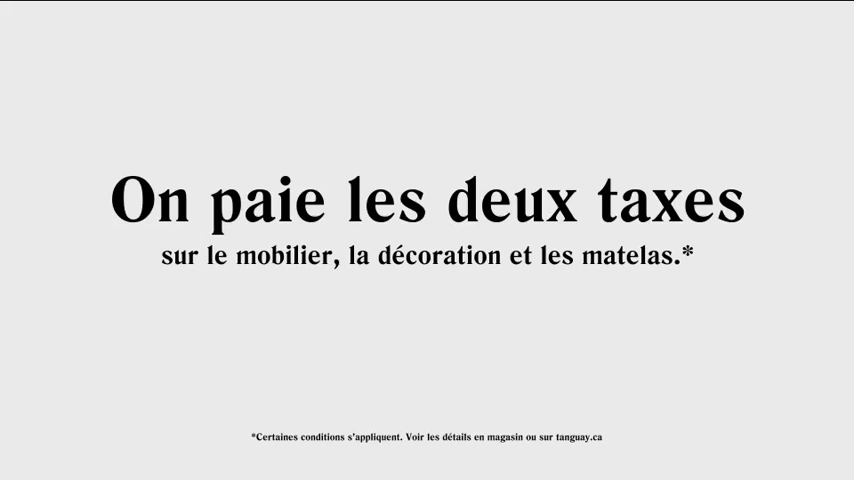 On paie les deux taxes
sur le mobilier, la décoration et les matelas.*
*Certaines conditions s'appliquent. Voir les détails en magasin ou sur tanguay.ca